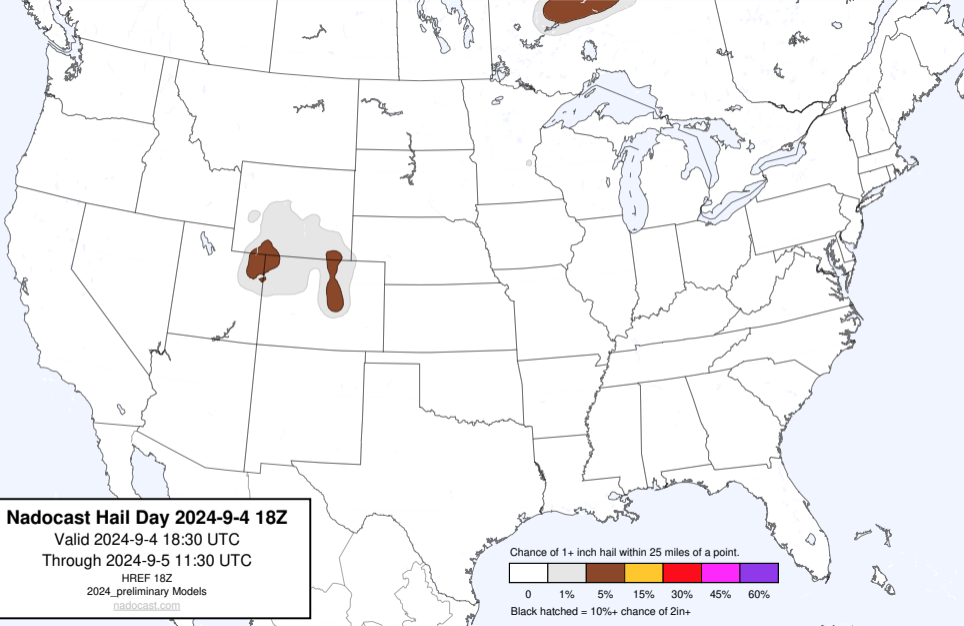 Nadocast Hail Day 2024-9-4 18Z
Valid 2024-9-4 18:30 UTC
Through 2024-9-5 11:30 UTC
HREF 18Z
2024_preliminary Models
nadocast.com
Chance of 1+ inch hail within 25 miles of a point.
0 1% 5% 15% 30% 45% 60%
Black hatched = 10%+ chance of 2in+